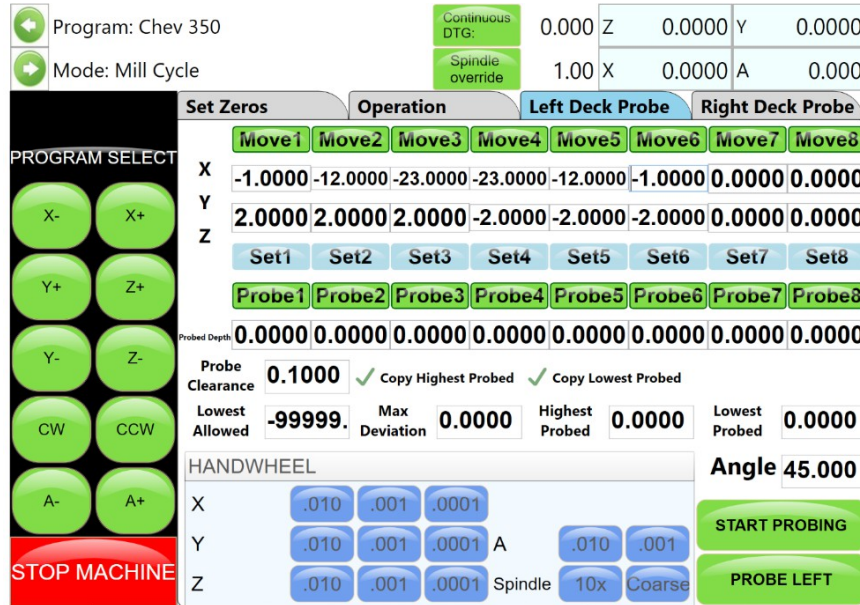 Program: Chev 350 Continuous DTG: 0.000 Z 0.0000 Y 0.0000
Mode: Mill Cycle Spindle override 1.00 X 0.0000 A 0.000
Set Zeros Operation Left Deck Probe Right Deck Probe
Move1 Move2 Move3 Move4 Move5 Move6 Move7 Move8
X -1.0000 -12.0000 -23.0000 -23.0000 -12.0000 -1.0000 0.0000 0.0000
Y 2.0000 2.0000 2.0000 -2.0000 -2.0000 -2.0000 0.0000 0.0000
Z
Set1 Set2 Set3 Set4 Set5 Set6 Set7 Set8
Probe1 Probe2 Probe3 Probe4 Probe5 Probe6 Probe7 Probe8
Probed Depth 0.0000 0.0000 0.0000 0.0000 0.0000 0.0000 0.0000 0.0000
Probe Clearance 0.1000 Copy Highest Probed Copy Lowest Probed
Lowest Allowed -99999. Max Deviation 0.0000 Highest Probed 0.0000 Lowest Probed 0.0000
HANDWHEEL Angle 45.000
X .010 .001 .0001
Y .010 .001 .0001 A .010 .001
Z .010 .001 .0001 Spindle 10x Coarse
START PROBING
PROBE LEFT
PROGRAM SELECT
X- X+
Y+ Z+
Y- Z-
CW CCW
A- A+
STOP MACHINE